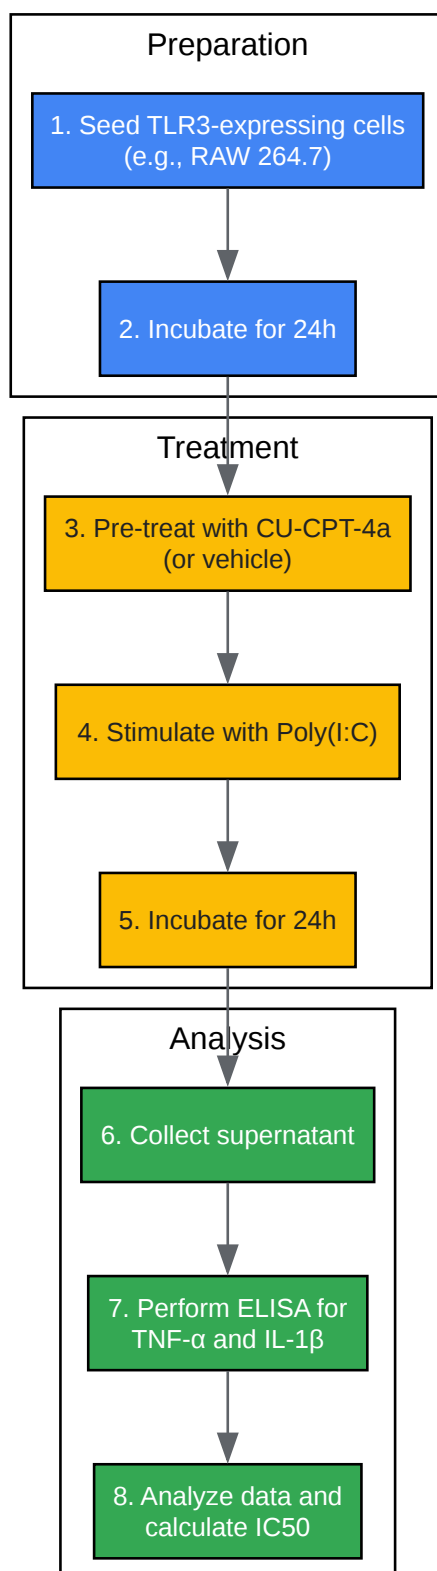 Preparation
1. Seed TLR3-expressing cells
(e.g., RAW 264.7)
2. Incubate for 24h
Treatment
3. Pre-treat with CU-CPT-4a
(or vehicle)
4. Stimulate with Poly(I:C)
5. Incubate for 24h
Analysis
6. Collect supernatant
7. Perform ELISA for
TNF-α and IL-1β
8. Analyze data and
calculate IC50